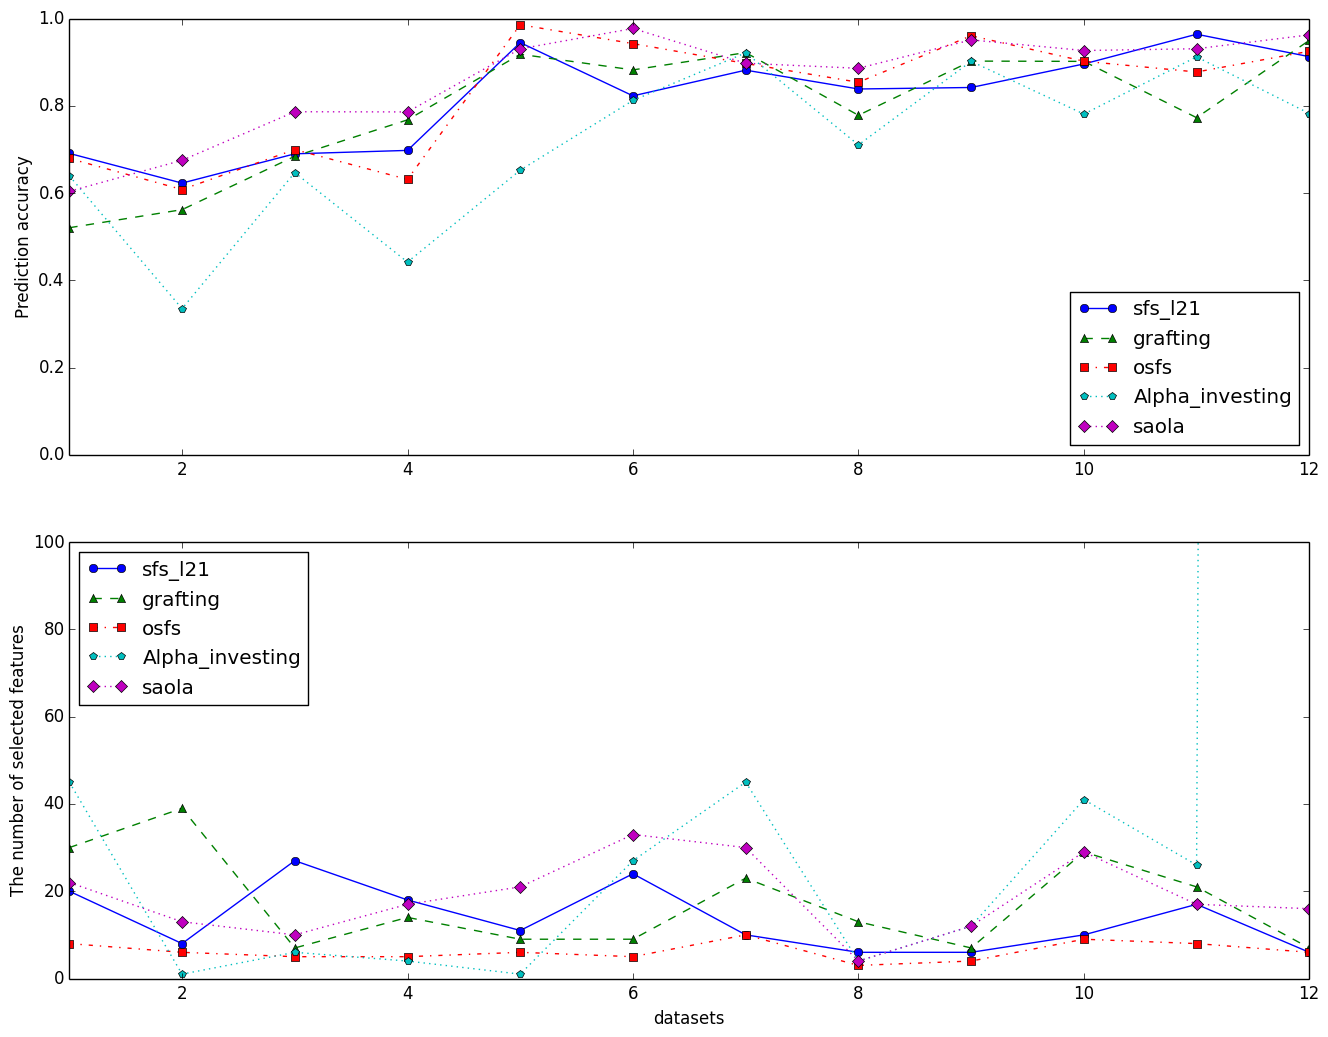 1.0
0.8
0.6
0.4
0.2
0.0
Prediction accuracy
sfs_l21
grafting
osfs
Alpha_investing
saola
2 4 6 8 10 12
100
80
60
40
20
0
The number of selected features
sfs_l21
grafting
osfs
Alpha_investing
saola
2 4 6 8 10 12
datasets